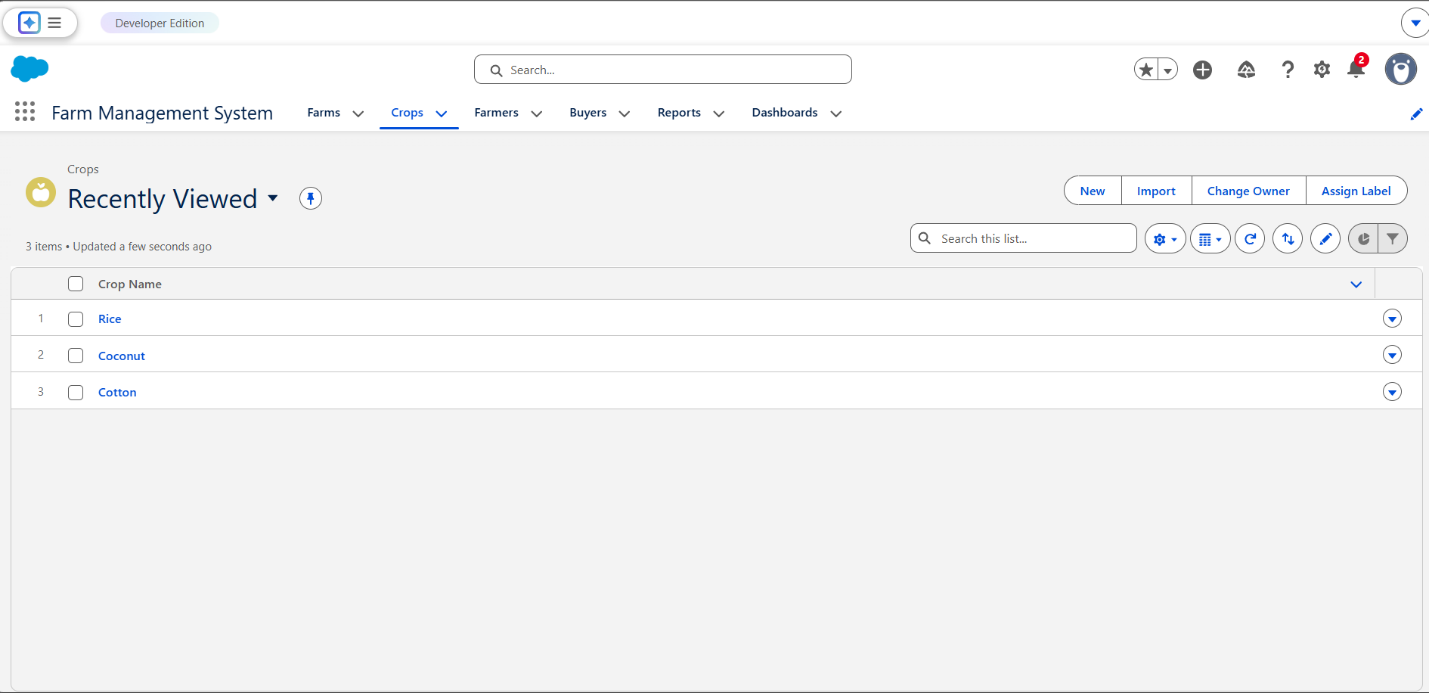 Developer Edition
Search...
2
Farm Management System Farms Crops Farmers Buyers Reports Dashboards
Crops
Recently Viewed
New Import Change Owner Assign Label
3 items • Updated a few seconds ago
Search this list...
Crop Name
1 Rice
2 Coconut
3 Cotton